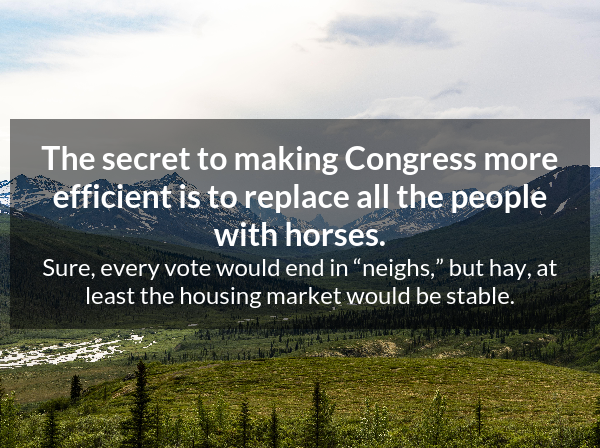 The secret to making Congress more
efficient is to replace all the people
with horses.
Sure, every vote would end in “neighs,” but hay, at
least the housing market would be stable.